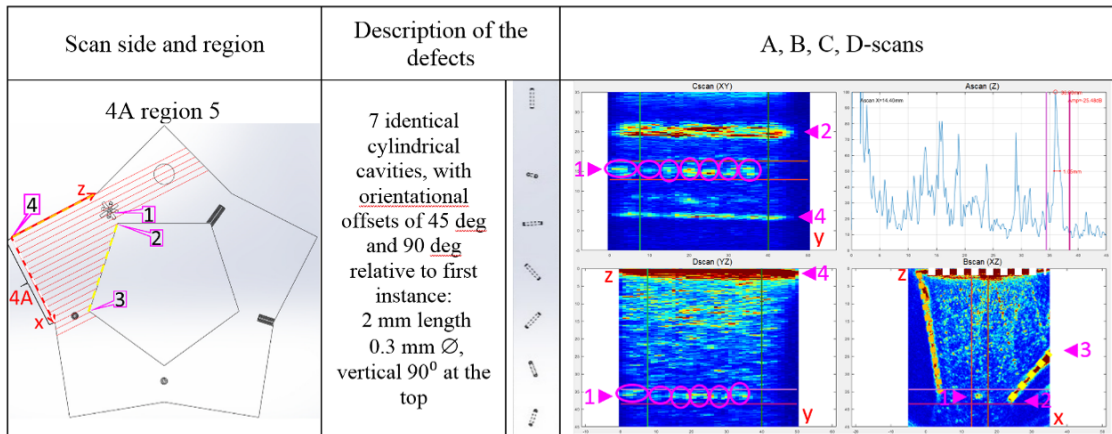 Scan side and region
Description of the
defects
A, B, C, D-scans
4A region 5
4
z
1
2
3
4A
x
7 identical
cylindrical
cavities, with
orientational
offsets of 45 deg
and 90 deg
relative to first
instance:
2 mm length
0.3 mm Ø,
vertical 90⁰ at the
top
Cscan (XY)
2
1
4
y
Ascan (Z)
Ascan X=14.40mm
Dscan (YZ)
z
4
1
y
Bscan (XZ)
z
3
1
2
x